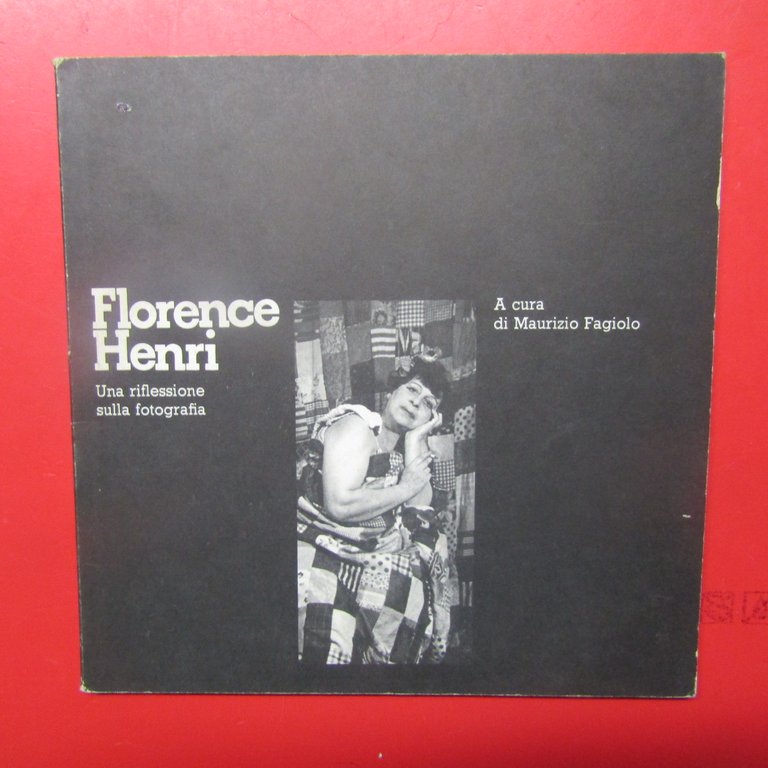 Florence
Henri
Una riflessione
sulla fotografia
A cura
di Maurizio Fagiolo